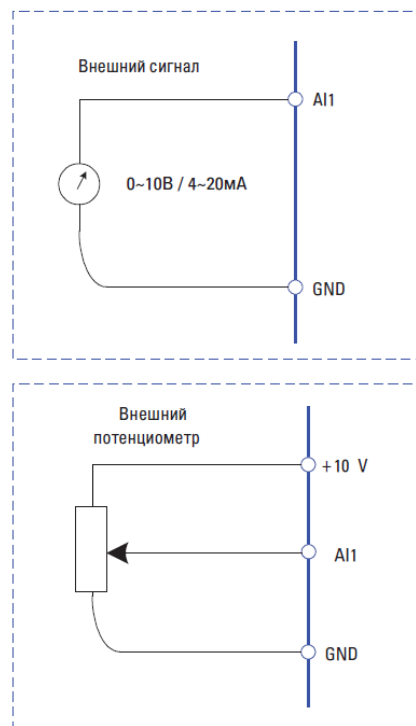 Внешний сигнал
AI1
0~10В / 4~20мА
GND
Внешний
потенциометр
+10 V
AI1
GND